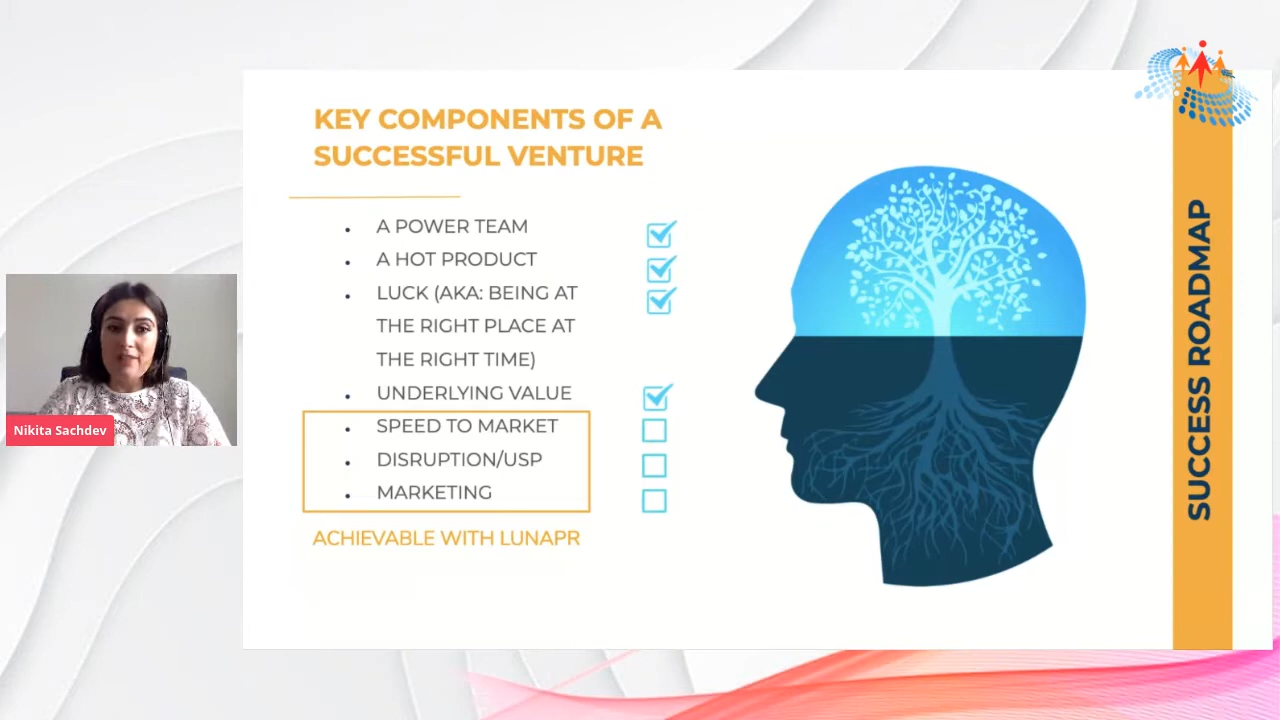 KEY COMPONENTS OF A
SUCCESSFUL VENTURE
• A POWER TEAM
• A HOT PRODUCT
• LUCK (AKA: BEING AT
THE RIGHT PLACE AT
THE RIGHT TIME)
• UNDERLYING VALUE
• SPEED TO MARKET
• DISRUPTION/USP
• MARKETING
ACHIEVABLE WITH LUNAPR
SUCCESS ROADMAP
Nikita Sachdev